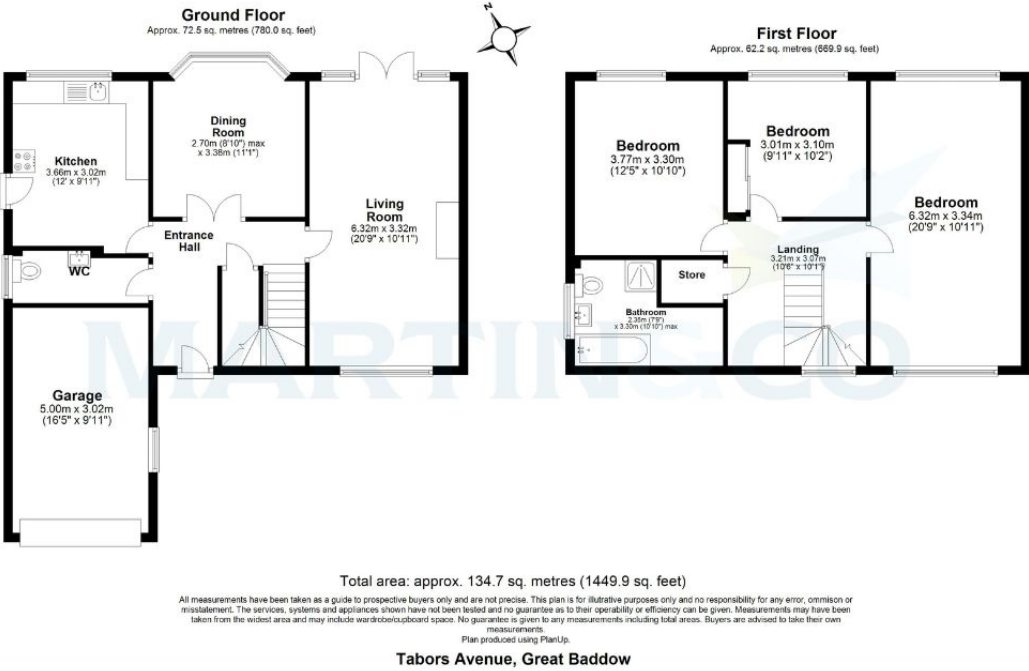 Ground Floor
Approx. 72.5 sq. metres (780.0 sq. feet)
N
First Floor
Approx. 62.2 sq. metres (669.9 sq. feet)
Dining
Room
2.70m (8'10") max
x 3.38m (11'1")
Kitchen
3.66m x 3.02m
(12' x 9'11")
Living
Room
6.32m x 3.32m
(20'9" x 10'11")
Entrance
Hall
WC
Garage
5.00m x 3.02m
(16'5" x 9'11")
Bedroom
3.77m x 3.30m
(12'5" x 10'10")
Bedroom
3.01m x 3.10m
(9'11" x 10'2")
Bedroom
6.32m x 3.34m
(20'9" x 10'11")
Landing
3.21m x 3.07m
(10'6" x 10'1")
Store
Bathroom
2.36m (7'9")
x 3.30m (10'10") max
MARTIN&CO
Total area: approx. 134.7 sq. metres (1449.9 sq. feet)
All measurements have been taken as a guide to prospective buyers only and are not precise. This plan is for illutrative purposes only and no responsibility for any error, ommison or
misstatement. The services, systems and appliances shown have not been tested and no guarantee as to their operability or efficiency can be given. Measurements may have been
taken from the widest area and may include wardrobe/cupboard space. No guarantee is given to any measurements including total areas. Buyers are advised to take their own
measurements.
Plan produced using PlanUp.
Tabors Avenue, Great Baddow